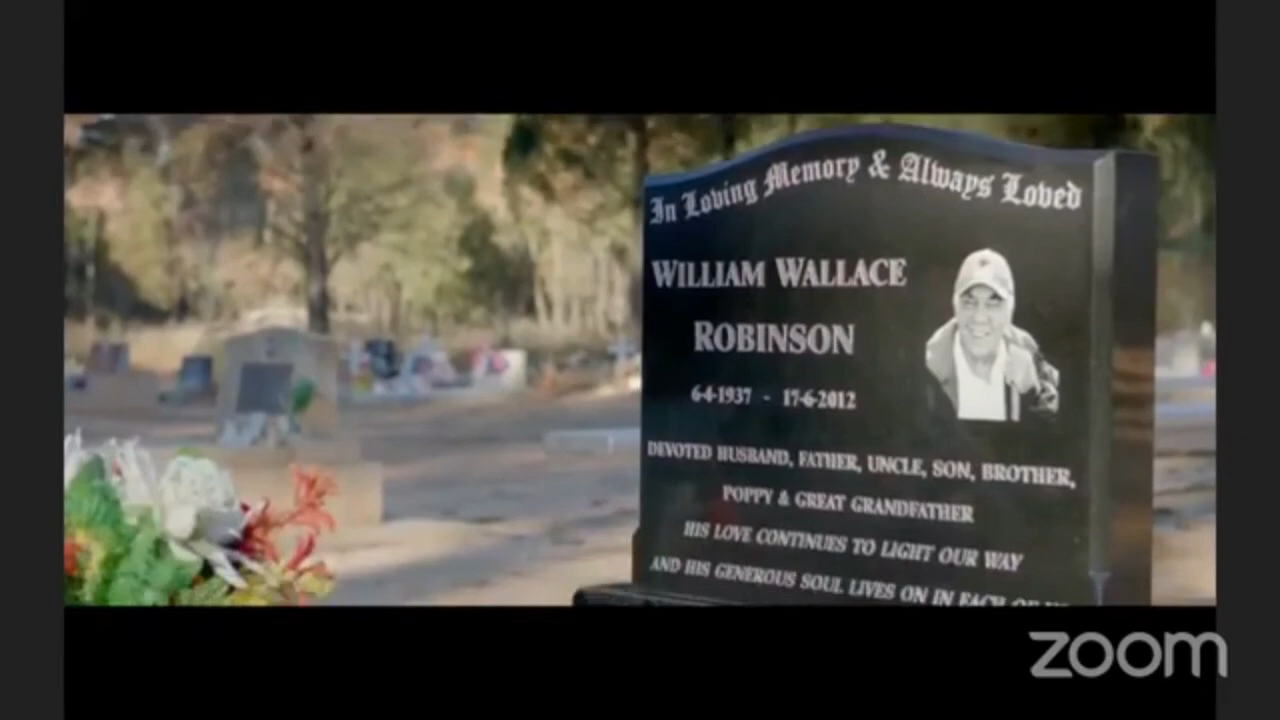 In Loving Memory & Always Loved
WILLIAM WALLACE
ROBINSON
6-4-1937 - 17-6-2012
DEVOTED HUSBAND, FATHER, UNCLE, SON, BROTHER,
POPPY & GREAT GRANDFATHER
HIS LOVE CONTINUES TO LIGHT OUR WAY
AND HIS GENEROUS SOUL LIVES ON IN EACH OF
zoom